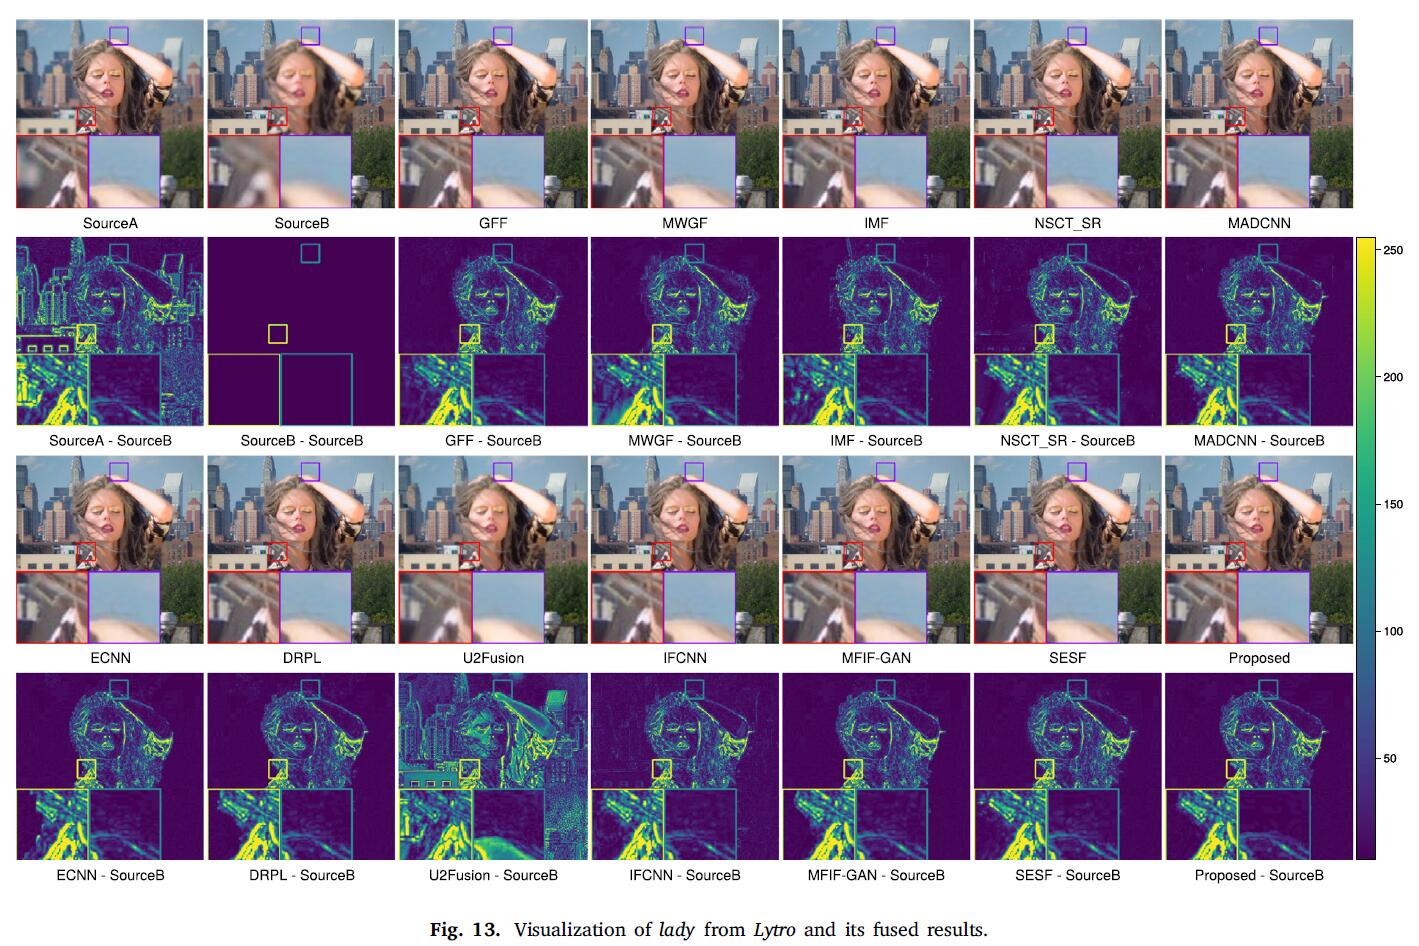 SourceA SourceB GFF MWGF IMF NSCT_SR MADCNN
250
200
150
100
50
SourceA - SourceB SourceB - SourceB GFF - SourceB MWGF - SourceB IMF - SourceB NSCT_SR - SourceB MADCNN - SourceB
ECNN DRPL U2Fusion IFCNN MFIF-GAN SESF Proposed
ECNN - SourceB DRPL - SourceB U2Fusion - SourceB IFCNN - SourceB MFIF-GAN - SourceB SESF - SourceB Proposed - SourceB
Fig. 13. Visualization of lady from Lytro and its fused results.